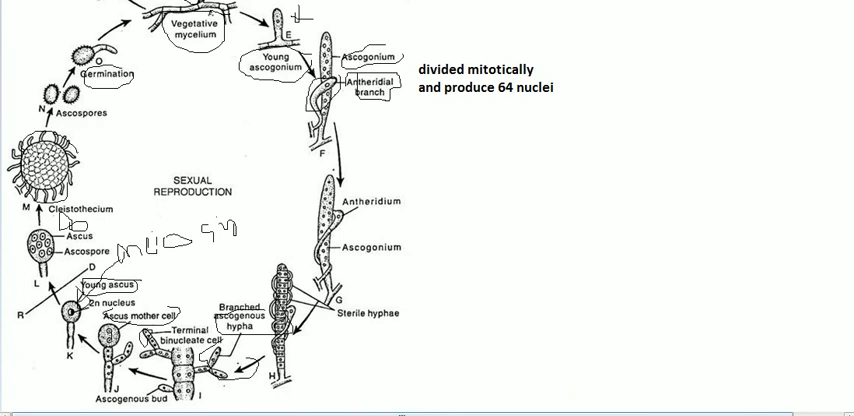 Vegetative
mycelium
E
Young
ascogonium
Ascogonium
Antheridial
branch
F
divided mitotically
and produce 64 nuclei
O
Germination
N
Ascospores
SEXUAL
REPRODUCTION
M Cleistothecium
Antheridium
Ascogonium
G
Sterile hyphae
Ascus
Ascospore
L
D
R
Young ascus
2n nucleus
Ascus mother cell
K
Terminal
binucleate cell
Branched
ascogenous
hypha
H
J
Ascogenous bud
I